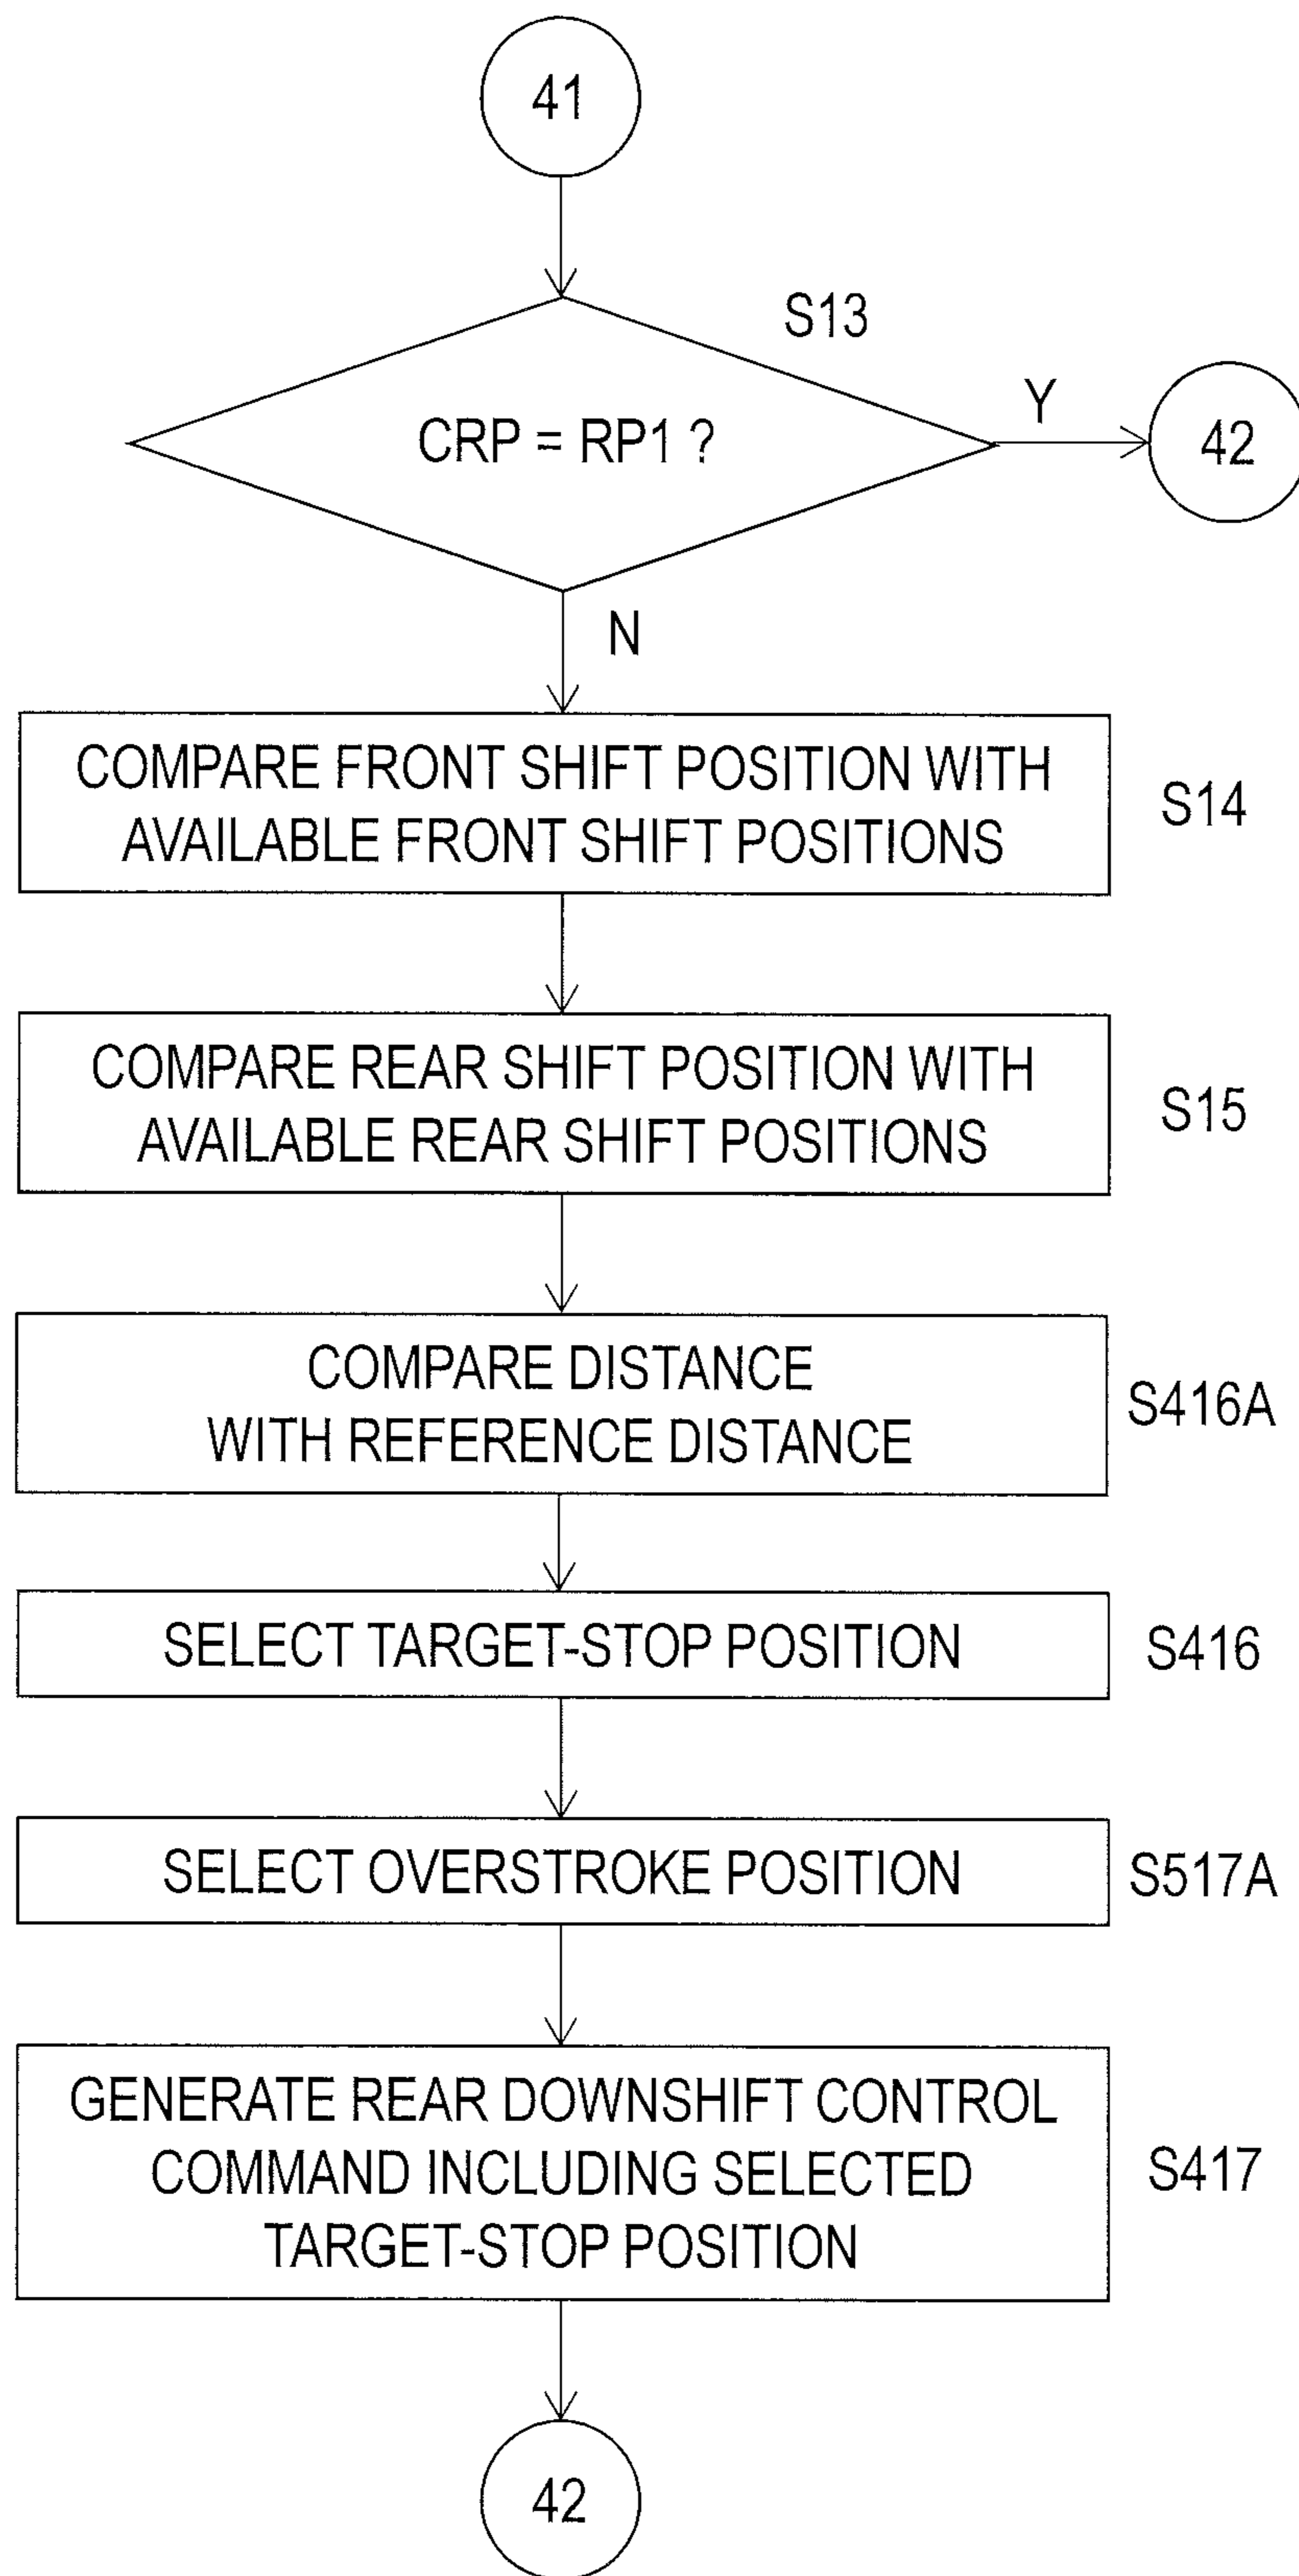 41
S13
CRP = RP1 ?
Y
42
N
COMPARE FRONT SHIFT POSITION WITH
AVAILABLE FRONT SHIFT POSITIONS
S14
COMPARE REAR SHIFT POSITION WITH
AVAILABLE REAR SHIFT POSITIONS
S15
COMPARE DISTANCE
WITH REFERENCE DISTANCE
S416A
SELECT TARGET-STOP POSITION
S416
SELECT OVERSTROKE POSITION
S517A
GENERATE REAR DOWNSHIFT CONTROL
COMMAND INCLUDING SELECTED
TARGET-STOP POSITION
S417
42